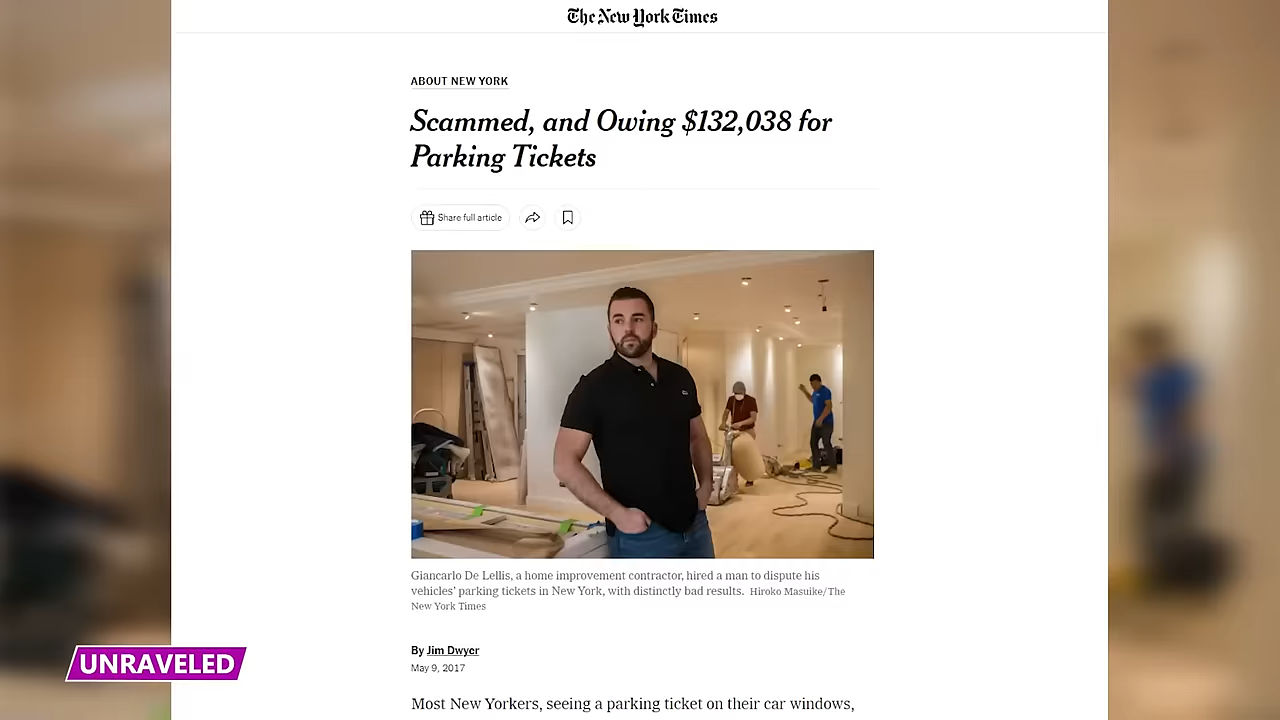 The New York Times
ABOUT NEW YORK
Scammed, and Owing $132,038 for
Parking Tickets
Share full article
Giancarlo De Lellis, a home improvement contractor, hired a man to dispute his
vehicles' parking tickets in New York, with distinctly bad results. Hiroko Masuike/The
New York Times
By Jim Dwyer
May 9, 2017
UNRAVELED
Most New Yorkers, seeing a parking ticket on their car windows,